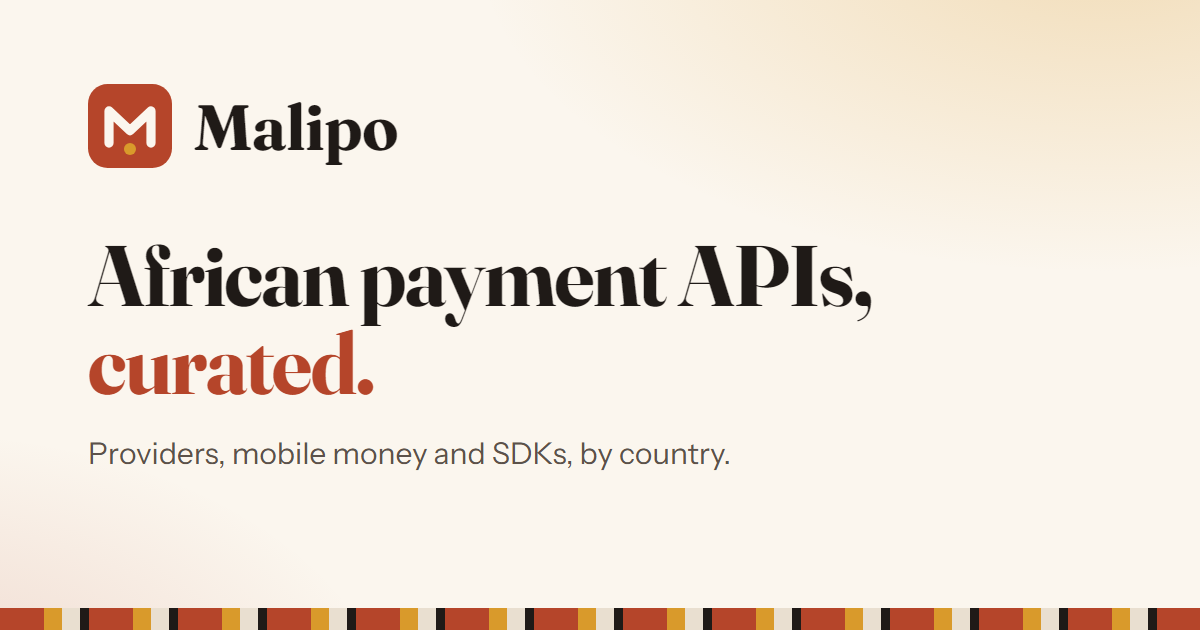 M
Malipo
African payment APIs,
curated.
Providers, mobile money and SDKs, by country.